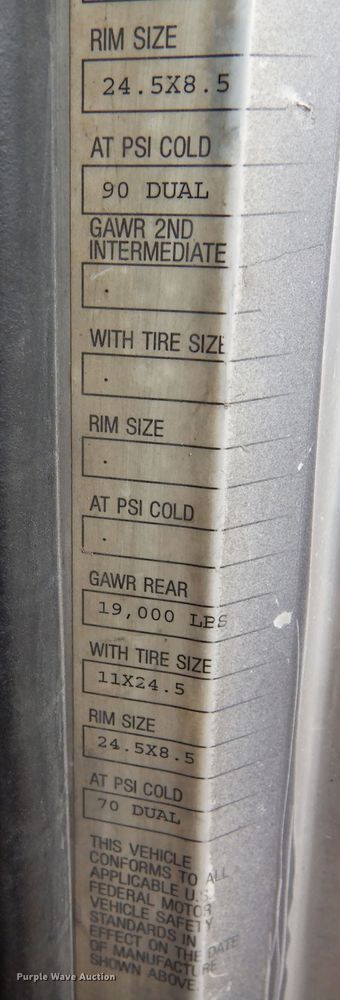 RIM SIZE
24.5X8.5
AT PSI COLD
90 DUAL
GAWR 2ND
INTERMEDIATE
.
WITH TIRE SIZE
.
RIM SIZE
.
AT PSI COLD
.
GAWR REAR
19,000 LBS
WITH TIRE SIZE
11X24.5
RIM SIZE
24.5X8.5
AT PSI COLD
70 DUAL
THIS VEHICLE
CONFORMS TO ALL
APPLICABLE U.S.
FEDERAL MOTOR
VEHICLE SAFETY
STANDARDS IN
EFFECT ON THE DATE
OF MANUFACTURE
SHOWN ABOVE
Purple Wave Auction